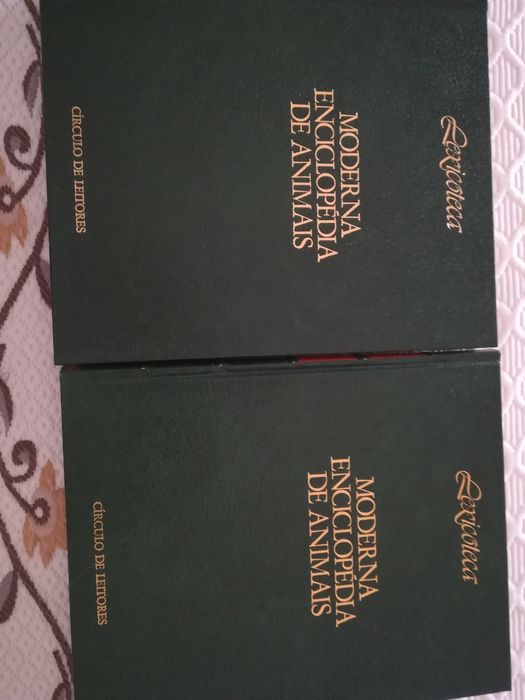 Lexicoteca
MODERNA
ENCICLOPÉDIA
DE ANIMAIS
CÍRCULO DE LEITORES
Lexicoteca
MODERNA
ENCICLOPÉDIA
DE ANIMAIS
CÍRCULO DE LEITORES